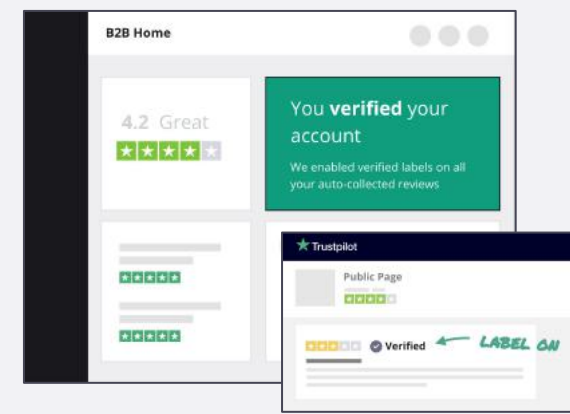 B2B Home
4.2 Great
You verified your
account
We enabled verified labels on all
your auto-collected reviews
Trustpilot
Public Page
Verified
LABEL ON